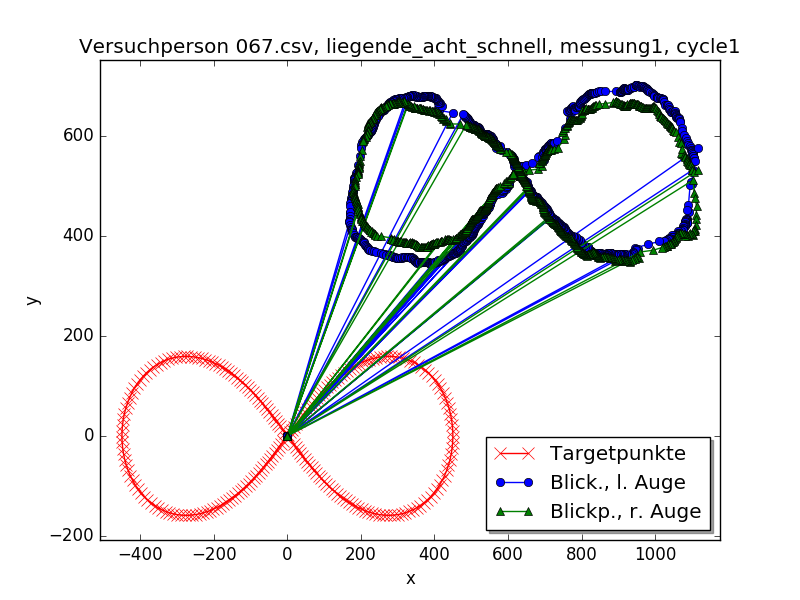 Versuchperson 067.csv, liegende_acht_schnell, messung1, cycle1
y
600
400
200
0
−200
−400
−200
0
200
400
600
800
1000
x
Targetpunkte
Blick., l. Auge
Blickp., r. Auge